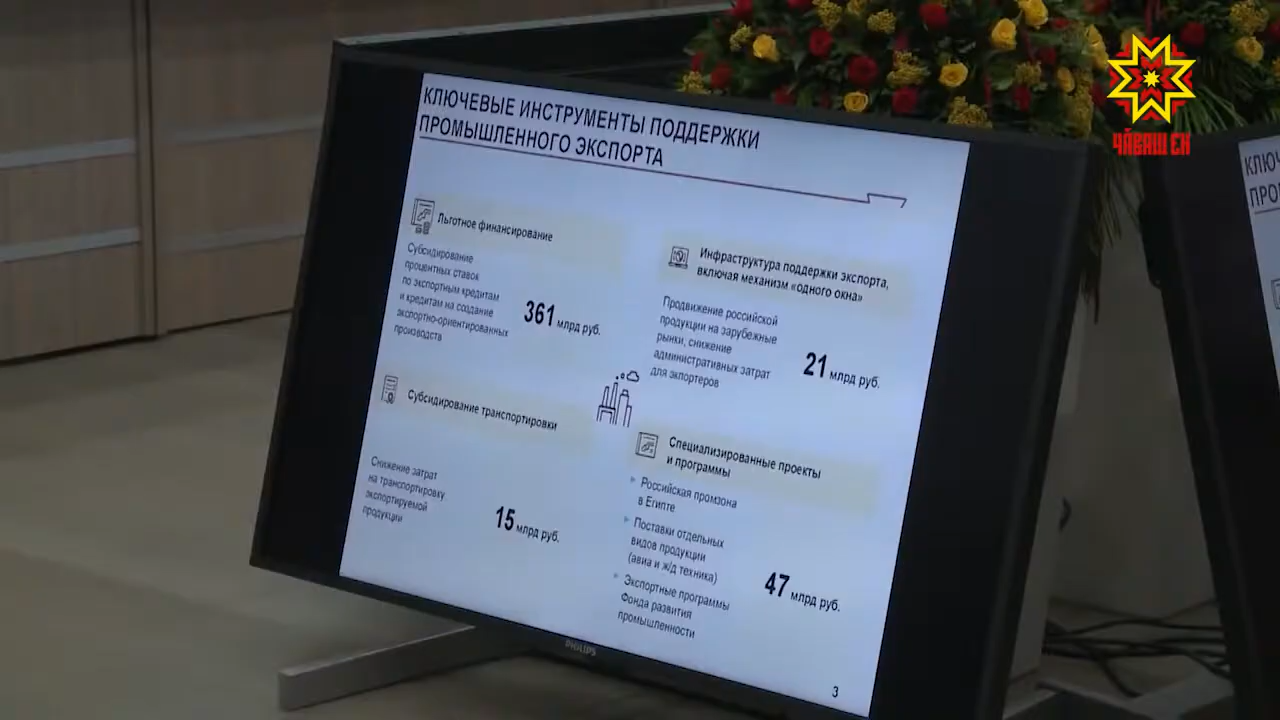 КЛЮЧЕВЫЕ ИНСТРУМЕНТЫ ПОДДЕРЖКИ
ПРОМЫШЛЕННОГО ЭКСПОРТА
Льготное финансирование
Субсидирование
процентных ставок
по экспортным кредитам
и кредитам на создание
экспортно-ориентированных
производств
361 млрд руб.
Инфраструктура поддержки экспорта,
включая механизм «одного окна»
Продвижение российской
продукции на зарубежные
рынки, снижение
административных затрат
для экспортеров
21 млрд руб.
Субсидирование транспортировки
Снижение затрат
на транспортировку
экспортируемой
продукции
15 млрд руб.
Специализированные проекты
и программы
Российская промзона
в Египте
Поставки отдельных
видов продукции
(авиа и ж/д техника)
Экспортные программы
Фонда развития
промышленности
47 млрд руб.
3
PHILIPS
ЧӐВАШ ЕН
КЛЮЧ
ПРО